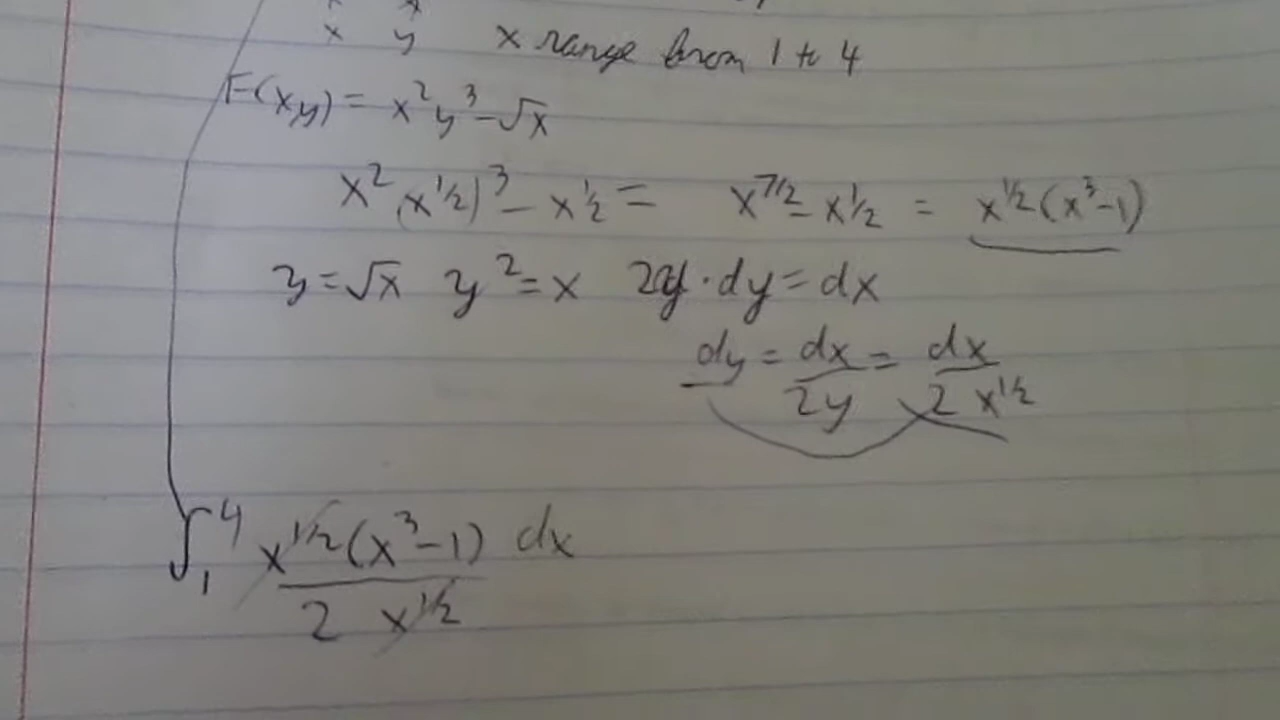 x y x range from 1 to 4
F(x,y) = x²y³ - √x
x²(x^1/2)³ - x^1/2 = x^7/2 - x^1/2 = x^1/2(x³-1)
y = √x y² = x 2y · dy = dx
dy = dx/2y = dx/2x^1/2
∫₁⁴ x^1/2(x³-1)/2x^1/2 dx